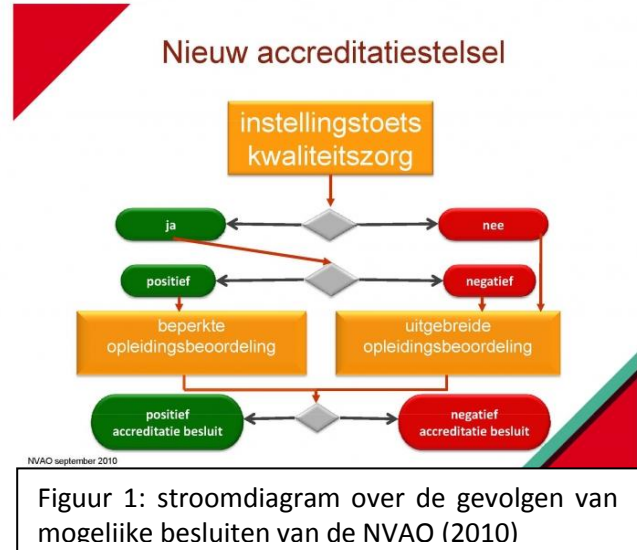 Nieuw accreditatiestelsel
instellingstoets
kwaliteitszorg
ja
nee
positief
negatief
beperkte
opleidingsbeoordeling
uitgebreide
opleidingsbeoordeling
positief
accreditatie besluit
negatief
accreditatie besluit
NVAO september 2010
Figuur 1: stroomdiagram over de gevolgen van
mogelijke besluiten van de NVAO (2010)